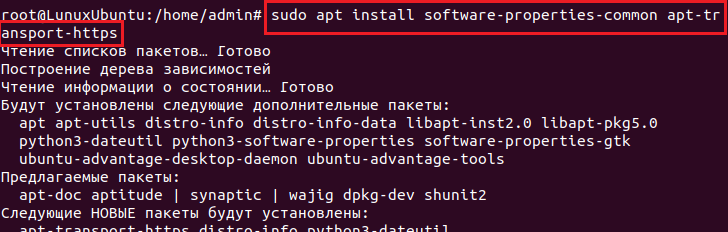 root@LunuxUbuntu:/home/admin# sudo apt install software-properties-common apt-tr
ansport-https
Чтение списков пакетов… Готово
Построение дерева зависимостей
Чтение информации о состоянии… Готово
Будут установлены следующие дополнительные пакеты:
apt apt-utils distro-info distro-info-data libapt-inst2.0 libapt-pkg5.0
python3-dateutil python3-software-properties software-properties-gtk
ubuntu-advantage-desktop-daemon ubuntu-advantage-tools
Предлагаемые пакеты:
apt-doc aptitude | synaptic | wajig dpkg-dev shunit2
Следующие НОВЫЕ пакеты будут установлены:
apt-transport-https distro-info python3-dateutil